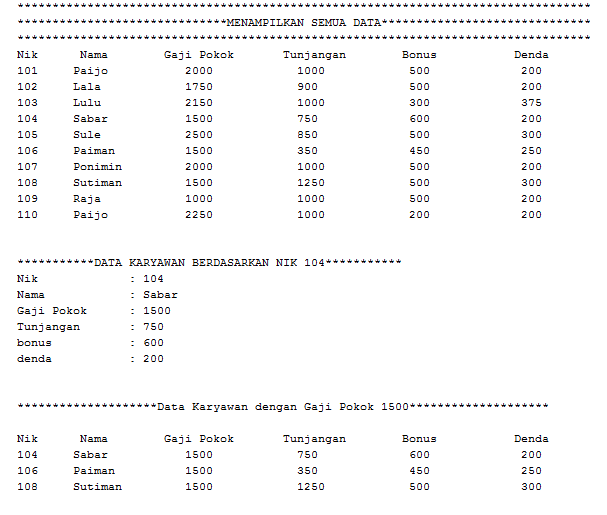 **********************************************************************************
******************************MENAMPILKAN SEMUA DATA******************************
**********************************************************************************
Nik      Nama        Gaji Pokok       Tunjangan        Bonus           Denda
101     Paijo           2000            1000            500             200
102     Lala            1750            900             500             200
103     Lulu            2150            1000            300             375
104     Sabar           1500            750             600             200
105     Sule            2500            850             500             300
106     Paiman          1500            350             450             250
107     Ponimin         2000            1000            500             200
108     Sutiman         1500            1250            500             300
109     Raja            1000            1000            500             200
110     Paijo           2250            1000            200             200
***********DATA KARYAWAN BERDASARKAN NIK 104***********
Nik             : 104
Nama            : Sabar
Gaji Pokok      : 1500
Tunjangan       : 750
bonus           : 600
denda           : 200
********************Data Karyawan dengan Gaji Pokok 1500********************
Nik      Nama        Gaji Pokok       Tunjangan        Bonus           Denda
104     Sabar           1500            750             600             200
106     Paiman          1500            350             450             250
108     Sutiman         1500            1250            500             300